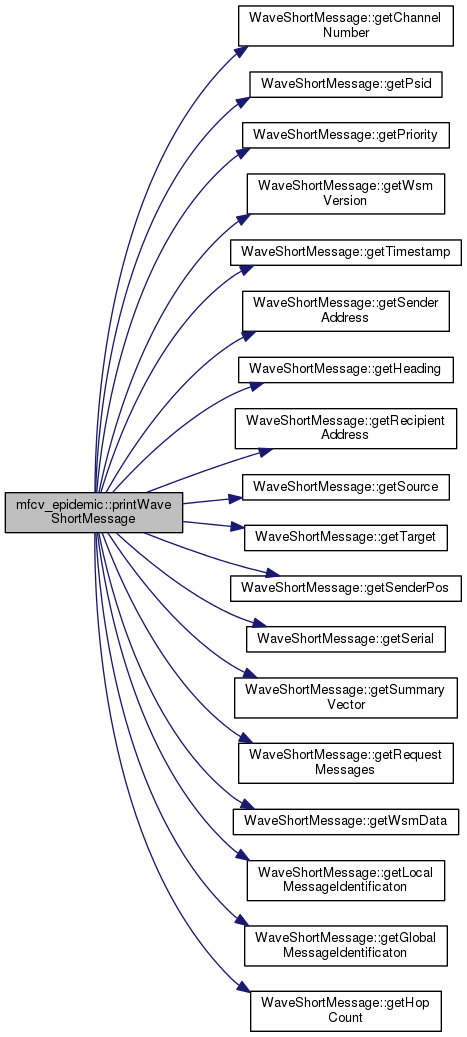 WaveShortMessage::getChannel
Number
WaveShortMessage::getPsid
WaveShortMessage::getPriority
WaveShortMessage::getWsm
Version
WaveShortMessage::getTimestamp
WaveShortMessage::getSender
Address
WaveShortMessage::getHeading
WaveShortMessage::getRecipient
Address
mfcv_epidemic::printWave
ShortMessage
WaveShortMessage::getSource
WaveShortMessage::getTarget
WaveShortMessage::getSenderPos
WaveShortMessage::getSerial
WaveShortMessage::getSummary
Vector
WaveShortMessage::getRequest
Messages
WaveShortMessage::getWsmData
WaveShortMessage::getLocal
MessageIdentificaton
WaveShortMessage::getGlobal
MessageIdentificaton
WaveShortMessage::getHop
Count